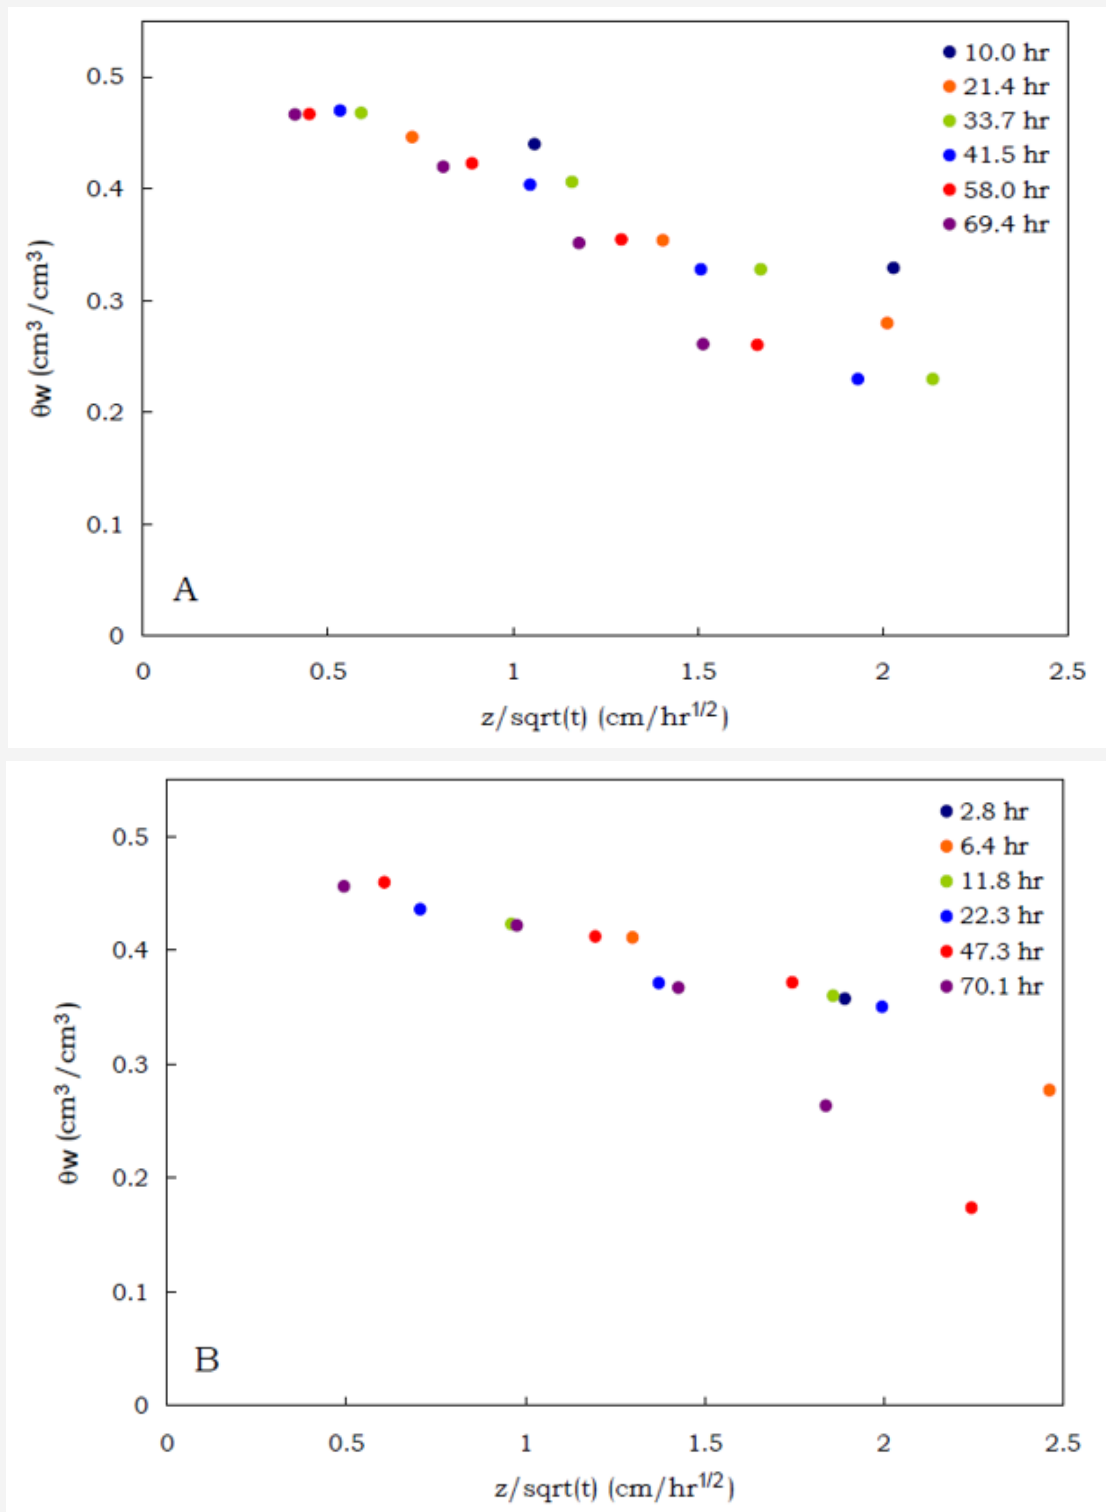 0.5
0.4
0.3
0.2
0.1
0
θw (cm³/cm³)
10.0 hr
21.4 hr
33.7 hr
41.5 hr
58.0 hr
69.4 hr
A
0 0.5 1 1.5 2 2.5
z/sqrt(t) (cm/hr^1/2)
0.5
0.4
0.3
0.2
0.1
0
θw (cm³/cm³)
2.8 hr
6.4 hr
11.8 hr
22.3 hr
47.3 hr
70.1 hr
B
0 0.5 1 1.5 2 2.5
z/sqrt(t) (cm/hr^1/2)